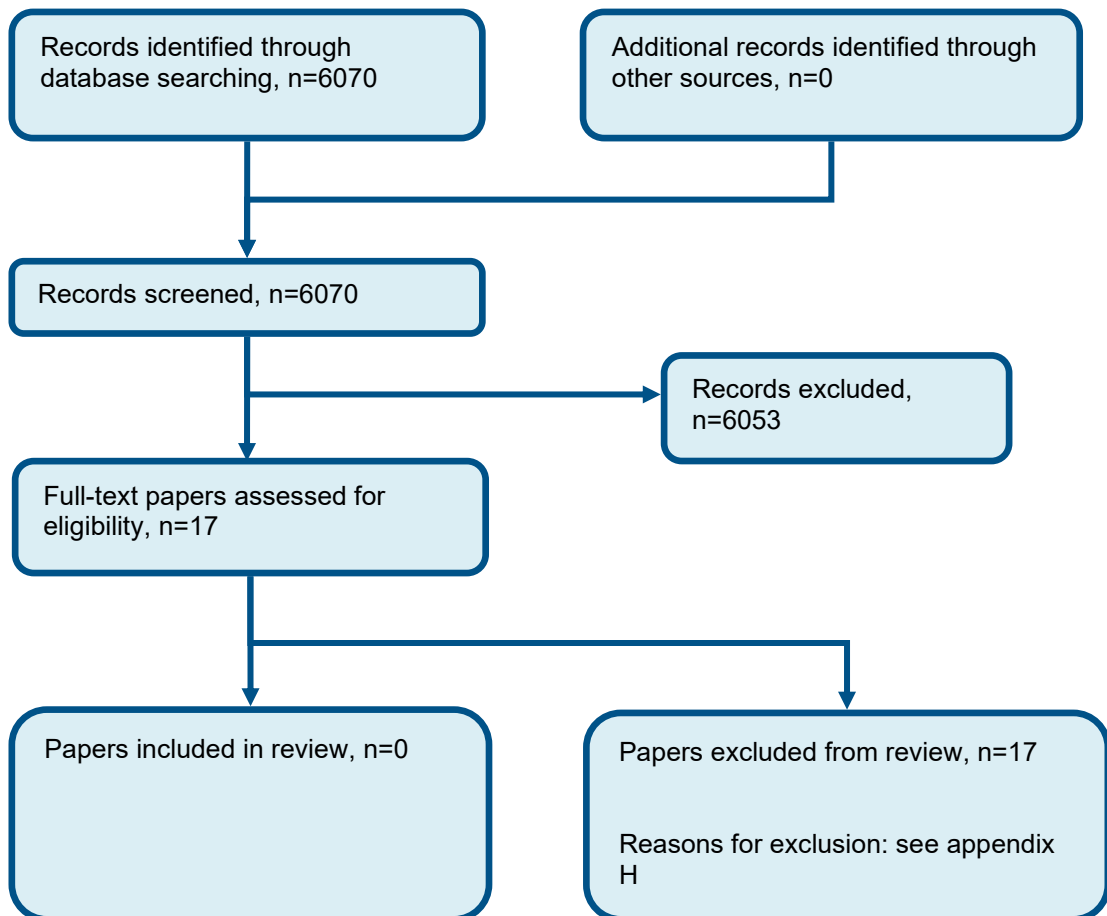 Records identified through
database searching, n=6070
Additional records identified through
other sources, n=0
Records screened, n=6070
Records excluded,
n=6053
Full-text papers assessed for
eligibility, n=17
Papers included in review, n=0
Papers excluded from review, n=17
Reasons for exclusion: see appendix
H